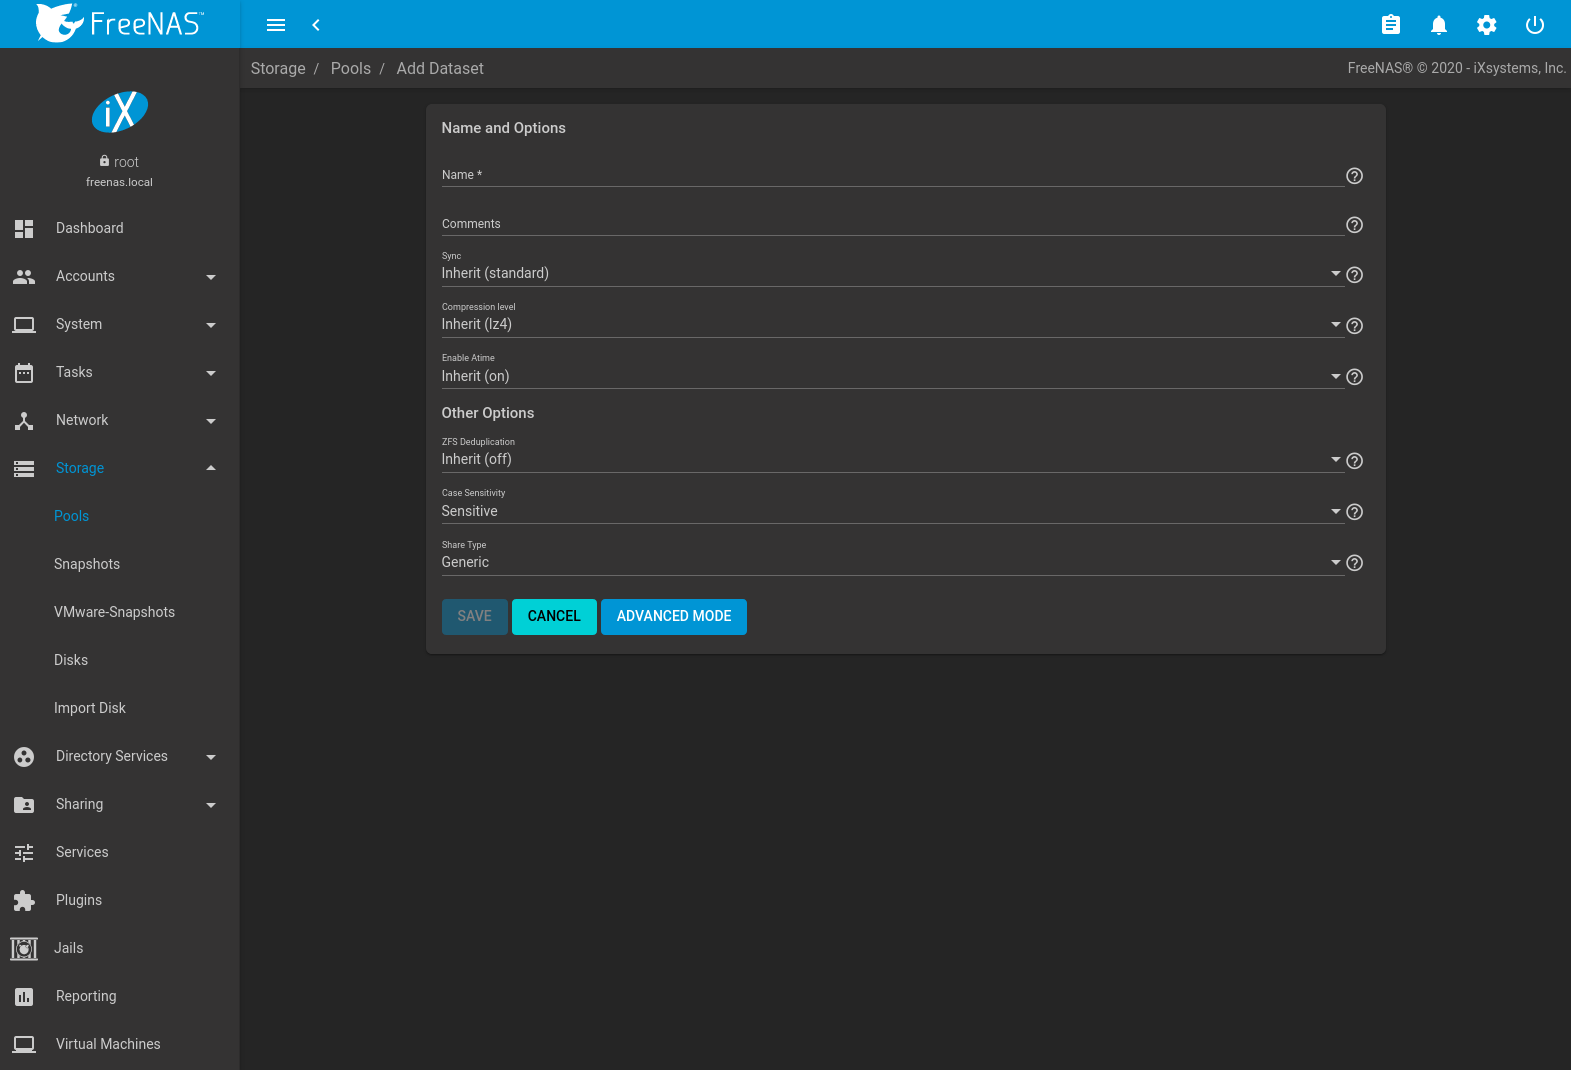 FreeNAS™
Storage / Pools / Add Dataset
FreeNAS® © 2020 - iXsystems, Inc.
iX
root
freenas.local
Dashboard
Accounts
System
Tasks
Network
Storage
Pools
Snapshots
VMware-Snapshots
Disks
Import Disk
Directory Services
Sharing
Services
Plugins
Jails
Reporting
Virtual Machines
Name and Options
Name *
Comments
Sync
Inherit (standard)
Compression level
Inherit (lz4)
Enable Atime
Inherit (on)
Other Options
ZFS Deduplication
Inherit (off)
Case Sensitivity
Sensitive
Share Type
Generic
SAVE CANCEL ADVANCED MODE